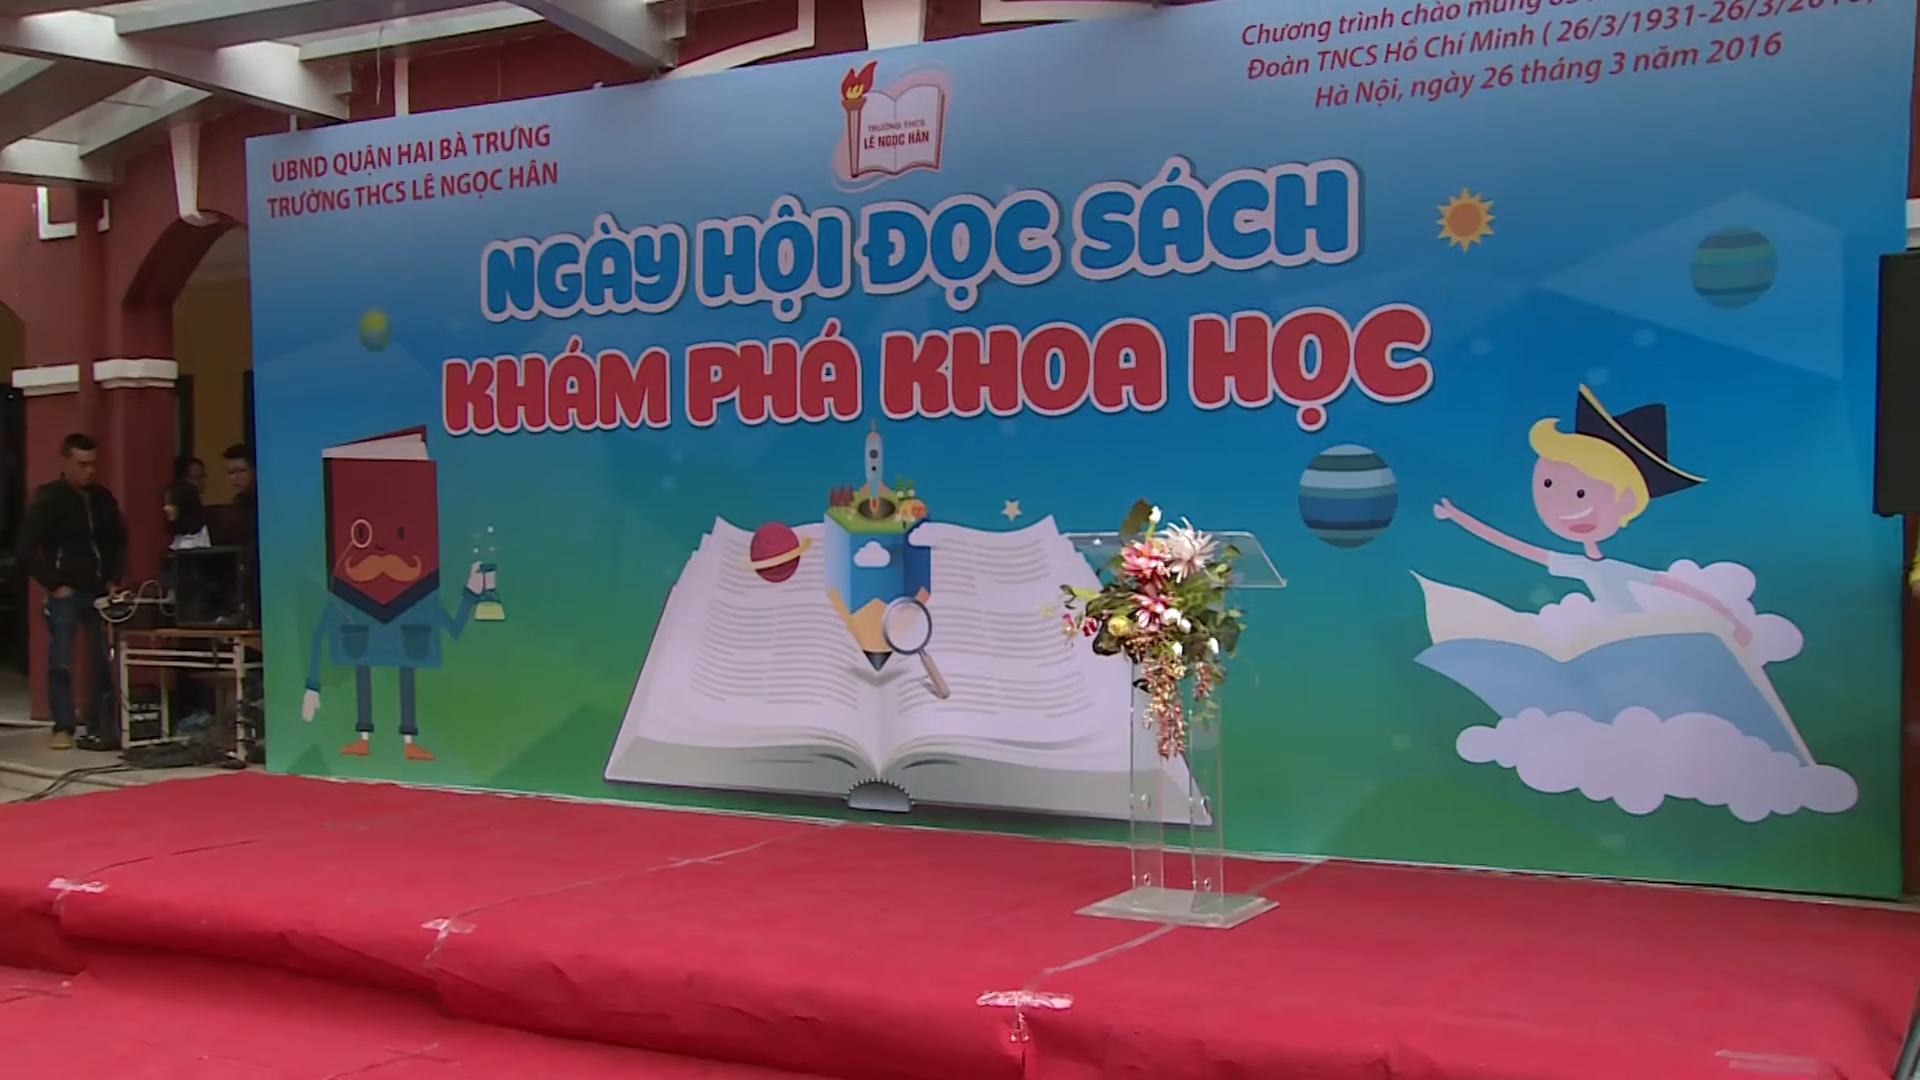 Chương trình chào mừng
Đoàn TNCS Hồ Chí Minh ( 26/3/1931-26/3/2016)
Hà Nội, ngày 26 tháng 3 năm 2016
UBND QUẬN HAI BÀ TRƯNG
TRƯỜNG THCS LÊ NGỌC HÂN
TRƯỜNG THCS
LÊ NGỌC HÂN
NGÀY HỘI ĐỌC SÁCH
KHÁM PHÁ KHOA HỌC